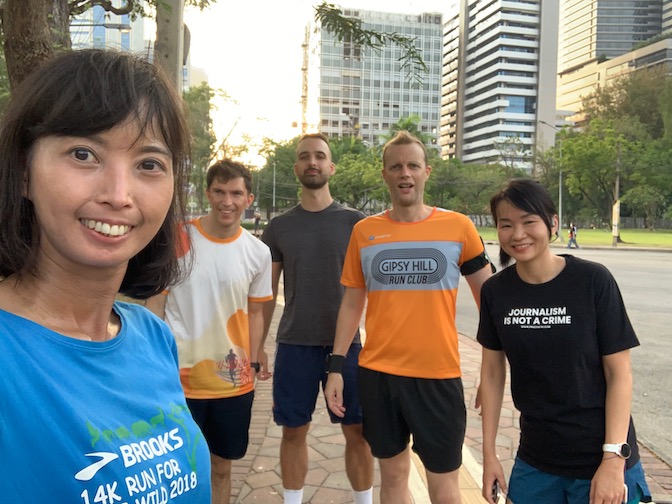 BROOKS
14K RUN FOR
WILD 2018
GIPSY HILL
RUN CLUB
JOURNALISM
IS NOT A CRIME